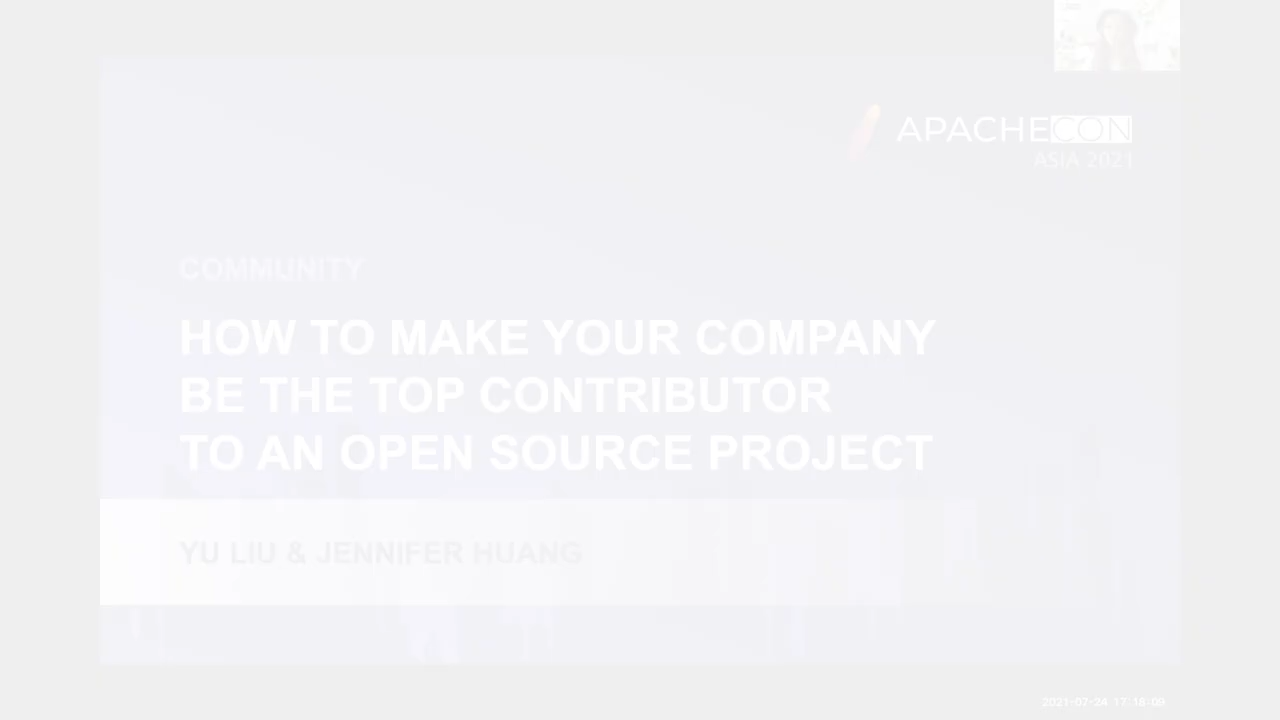 APACHECON
ASIA 2021
COMMUNITY
HOW TO MAKE YOUR COMPANY
BE THE TOP CONTRIBUTOR
TO AN OPEN SOURCE PROJECT
YU LIU & JENNIFER HUANG
2021-07-24 17:18:09